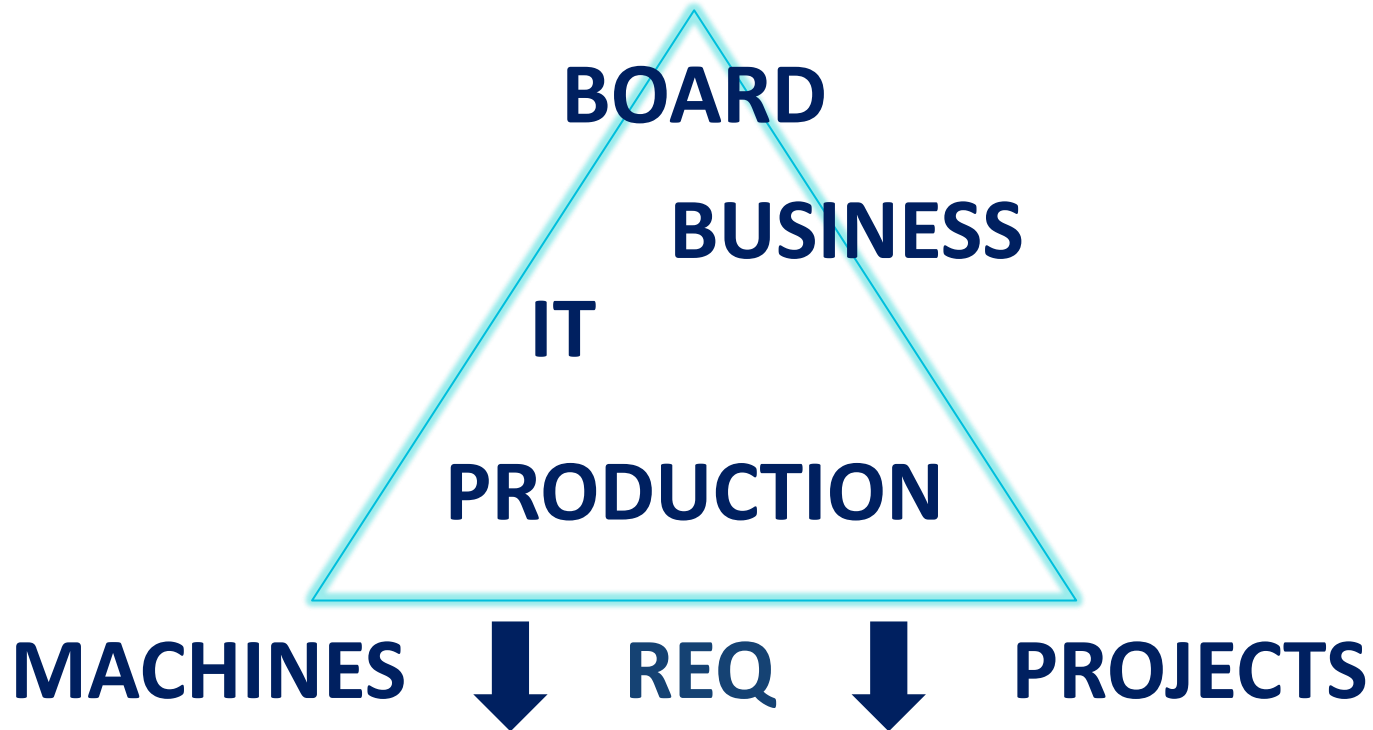 BOARD
BUSINESS
IT
PRODUCTION
MACHINES REQ PROJECTS